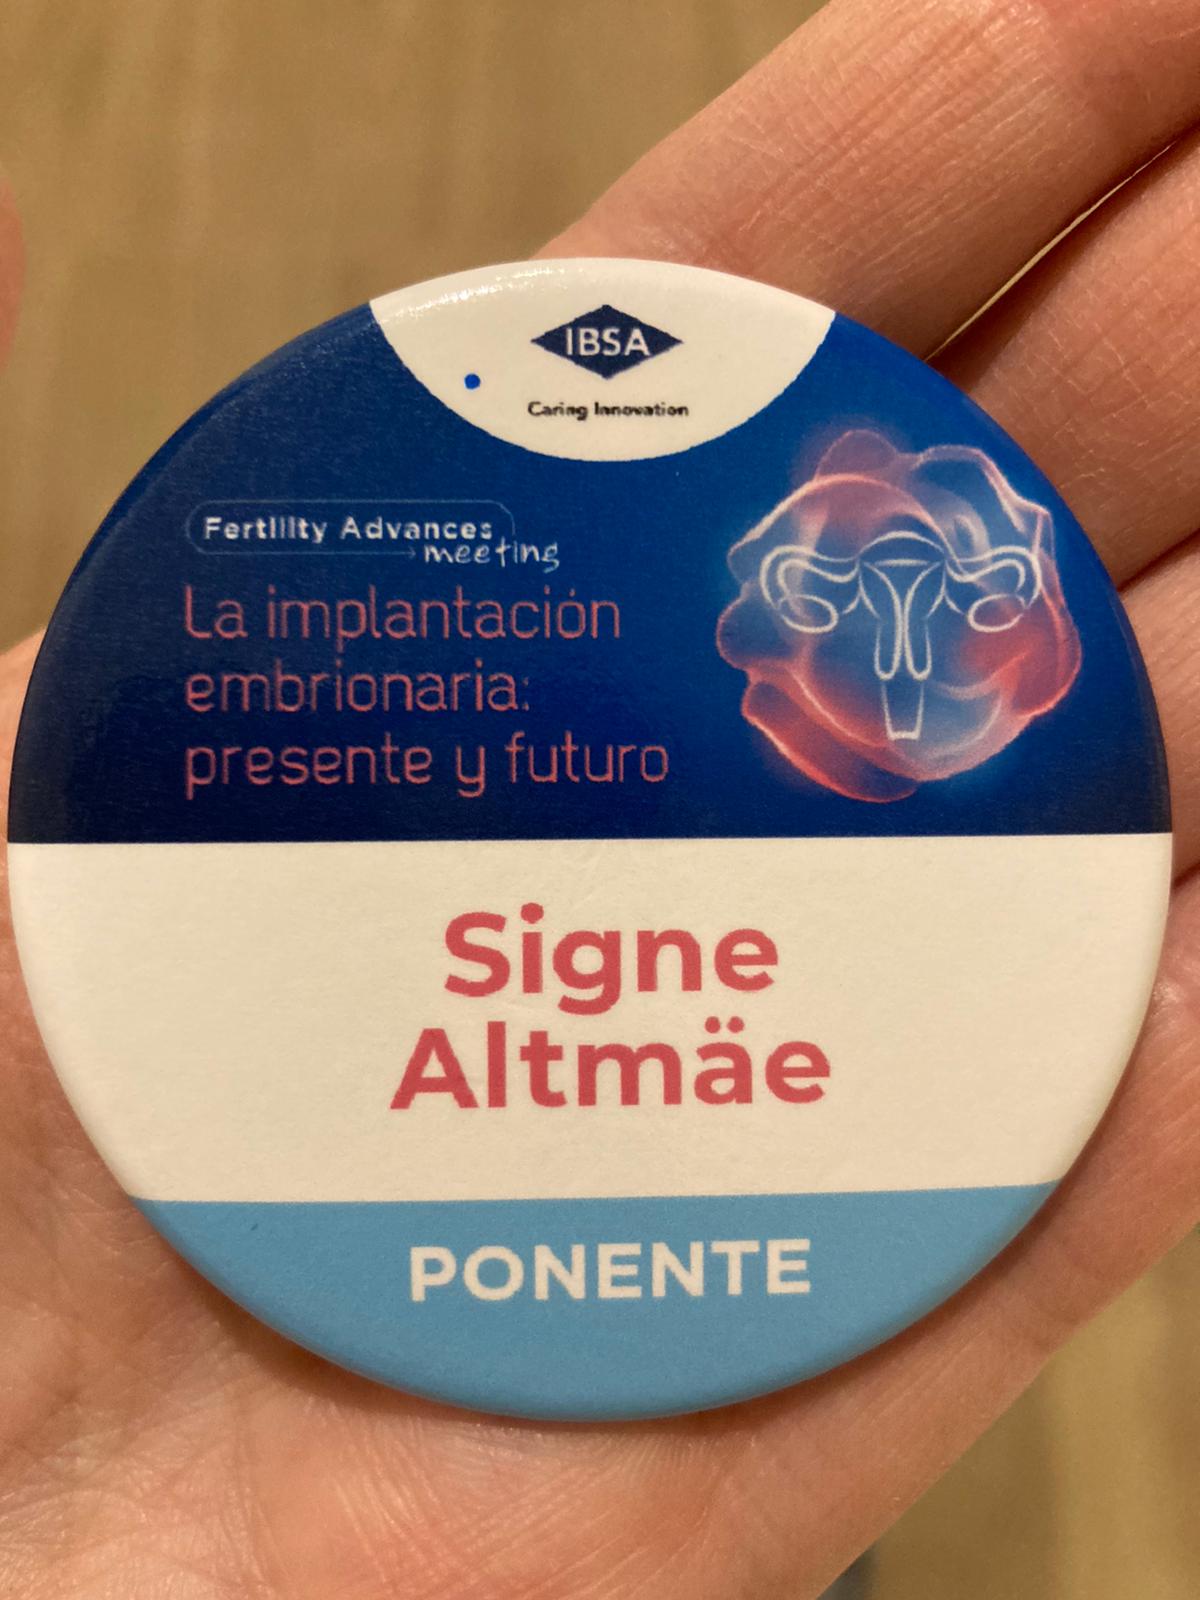 IBSA
Caring Innovation
Fertility Advances
meeting
La implantación
embrionaria:
presente y futuro
Signe
Altmäe
PONENTE